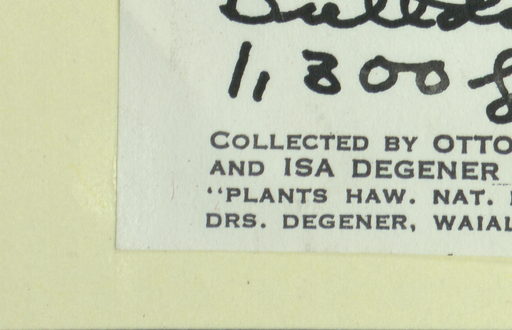 1,300
COLLECTED BY OTTO
AND ISA DEGENER
"PLANTS HAW. NAT.
DRS. DEGENER, WAIAL